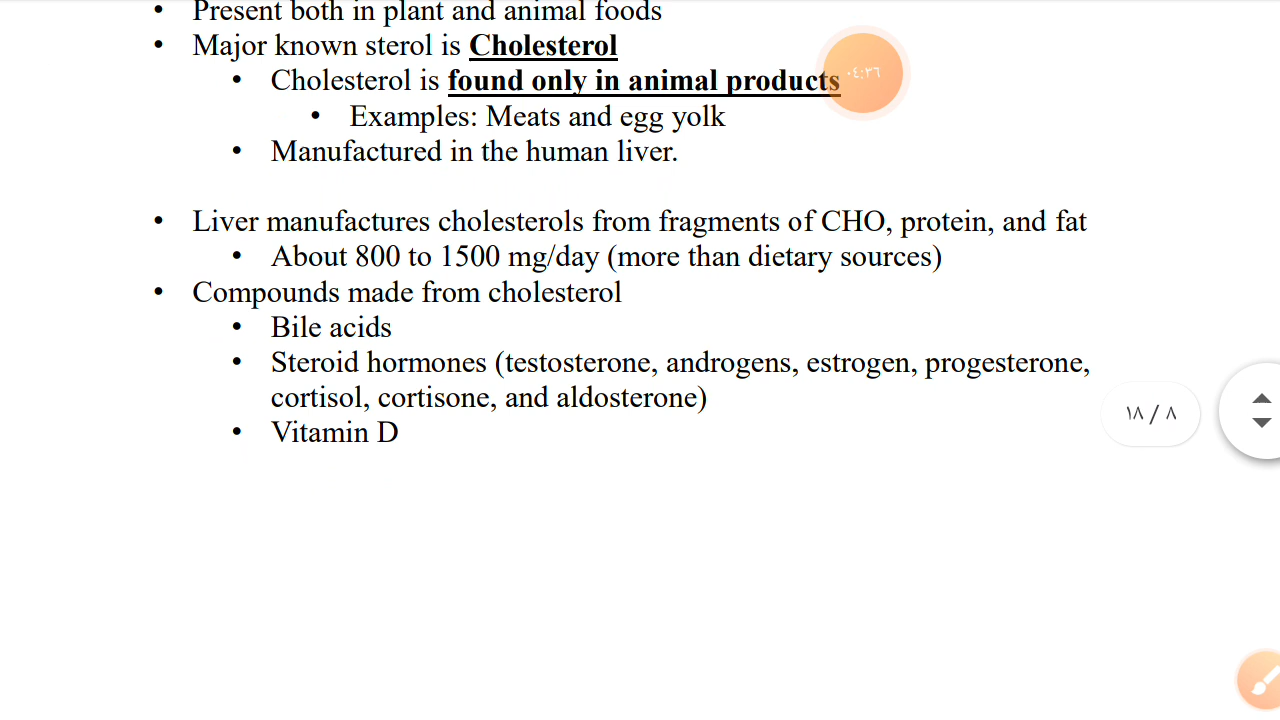 • Present both in plant and animal foods
• Major known sterol is Cholesterol
• Cholesterol is found only in animal products
٠٤:٣٦
• Examples: Meats and egg yolk
• Manufactured in the human liver.
• Liver manufactures cholesterols from fragments of CHO, protein, and fat
• About 800 to 1500 mg/day (more than dietary sources)
• Compounds made from cholesterol
• Bile acids
• Steroid hormones (testosterone, androgens, estrogen, progesterone,
cortisol, cortisone, and aldosterone)
١٨ / ٨
• Vitamin D